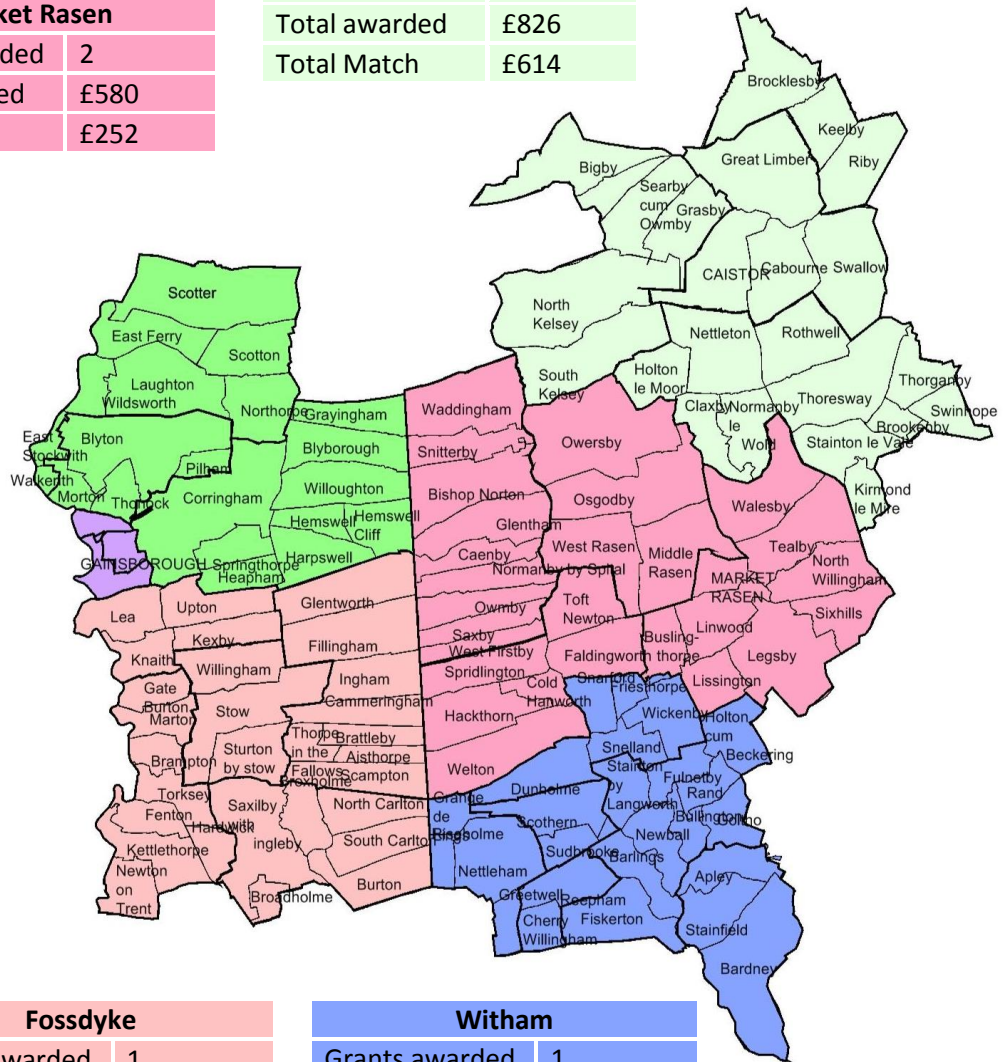 ket Rasen
ded 2
ed £580
£252
Total awarded £826
Total Match £614
Brocklesby
Keelby
Great Limber
Riby
Bigby
Searby
cum
Owmby
Grasby
CAISTOR
Cabourne
Swallow
North
Kelsey
Nettleton
Rothwell
South
Kelsey
Holton
le Moor
Claxby
Normanby
le
Wold
Thoresway
Thorganby
Swinhope
Brookenby
Stainton le Vale
Kirmond
le Mire
Scotter
East Ferry
Scotton
Laughton
Wildsworth
Northorpe
Grayingham
East
Stockwith
Blyton
Blyborough
Walkerith
Pilham
Morton
Thonock
Corringham
Willoughton
Hemswell
Hemswell
Cliff
GAINSBOROUGH
Springthorpe
Heapham
Harpswell
Waddingham
Snitterby
Owersby
Bishop Norton
Osgodby
Glentham
Walesby
Caenby
West Rasen
Middle
Rasen
Tealby
North
Willingham
Normanby by Spital
MARKET
RASEN
Owmby
Toft
Newton
Sixhills
Linwood
Saxby
West Firstby
Busling-
thorpe
Faldingworth
Legsby
Spridlington
Cold
Hanworth
Lissington
Hackthorn
Welton
Lea
Upton
Glentworth
Kexby
Fillingham
Knaith
Willingham
Ingham
Gate
Burton
Marton
Stow
Cammeringham
Thorpe
in the
Fallows
Brattleby
Aisthorpe
Scampton
Brampton
Sturton
by stow
Broxholme
Torksey
Saxilby
with
ingleby
North Carlton
Fenton
Hardwick
Kettlethorpe
South Carlton
Newton
on
Trent
Broadholme
Burton
Snarford
Friesthorpe
Wickenby
Holton
cum
Beckering
Snelland
Stainton
by
Langworth
Fulnetby
Rand
Dunholme
Grange
de
Lings
Riseholme
Scothern
Bullington
Goltho
Newball
Sudbrooke
Barlings
Nettleham
Apley
Greetwell
Reepham
Cherry
Willingham
Fiskerton
Stainfield
Bardney
Fossdyke
warded 1
Witham
Grants awarded 1